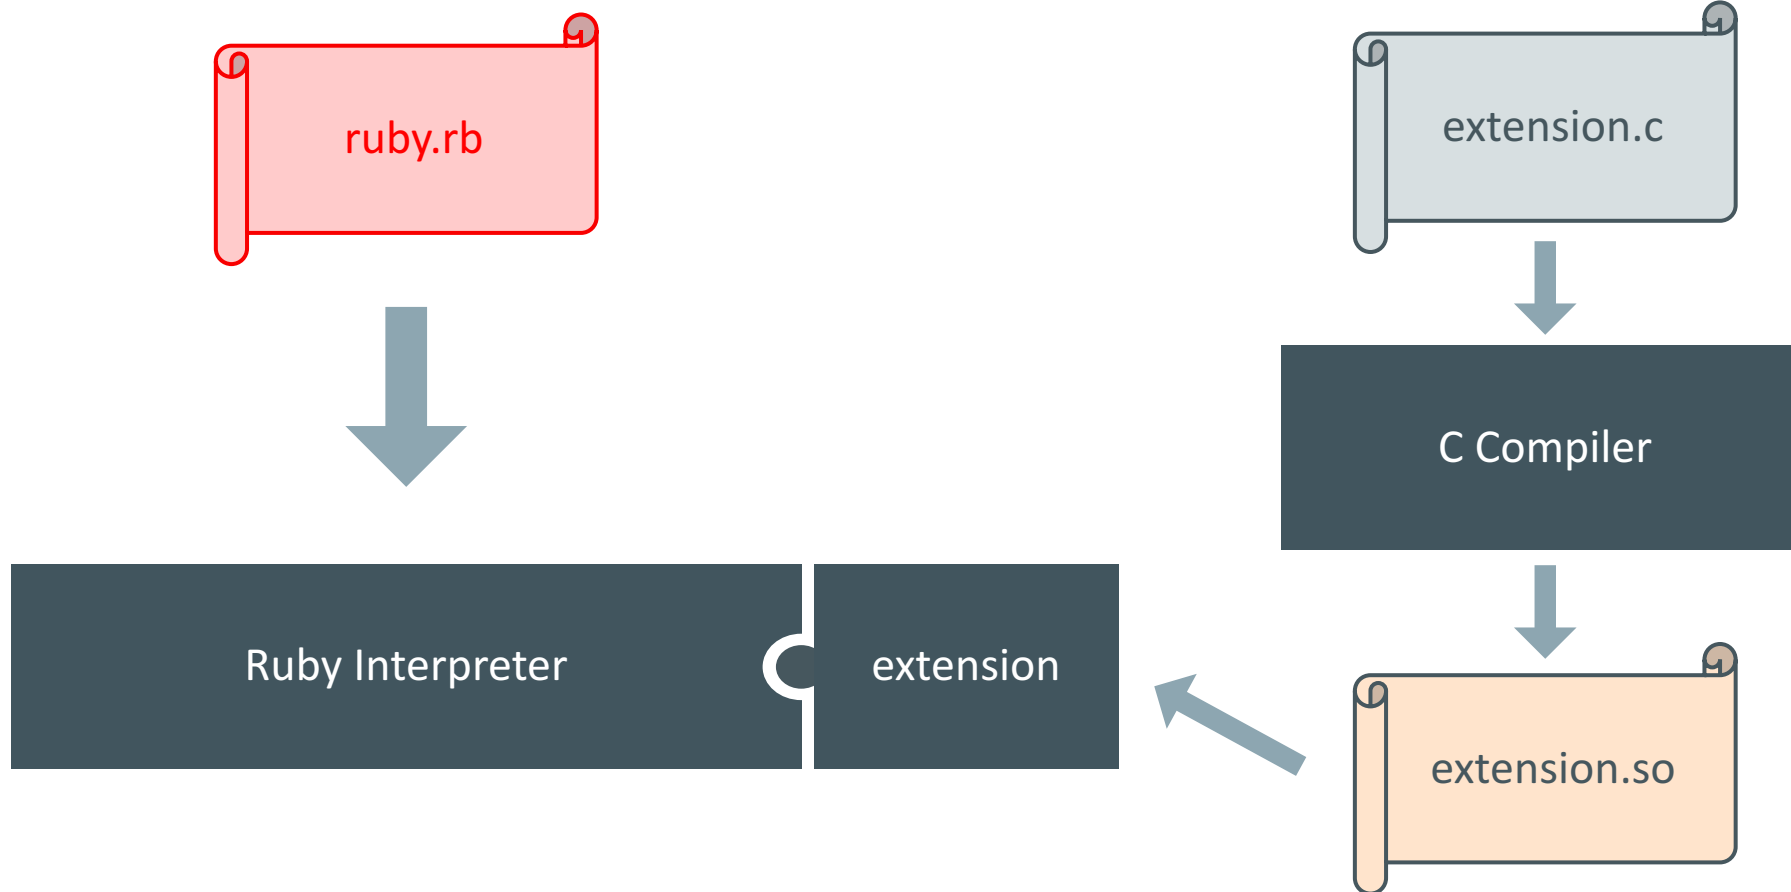 ruby.rb
extension.c
C Compiler
Ruby Interpreter
extension
extension.so